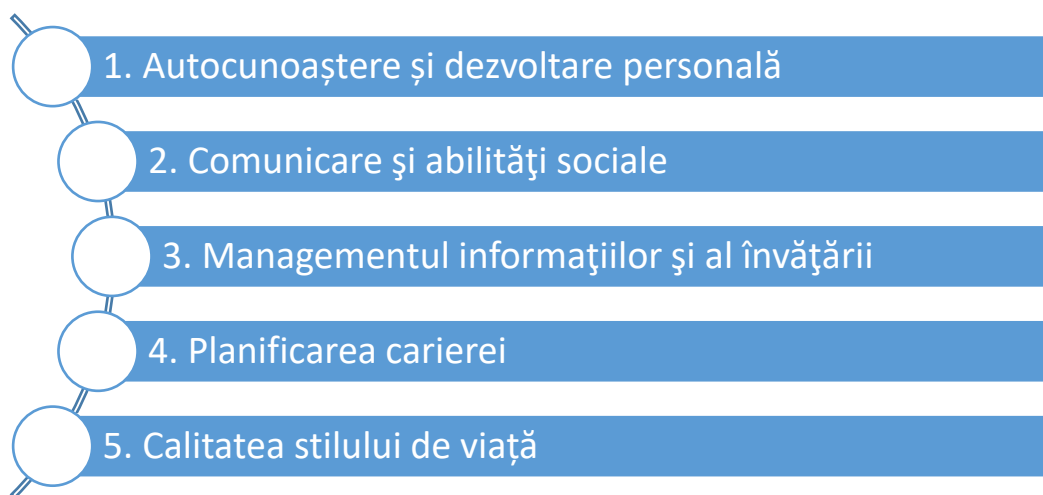 1. Autocunoaștere și dezvoltare personală
2. Comunicare şi abilităţi sociale
3. Managementul informaţiilor şi al învăţării
4. Planificarea carierei
5. Calitatea stilului de viață